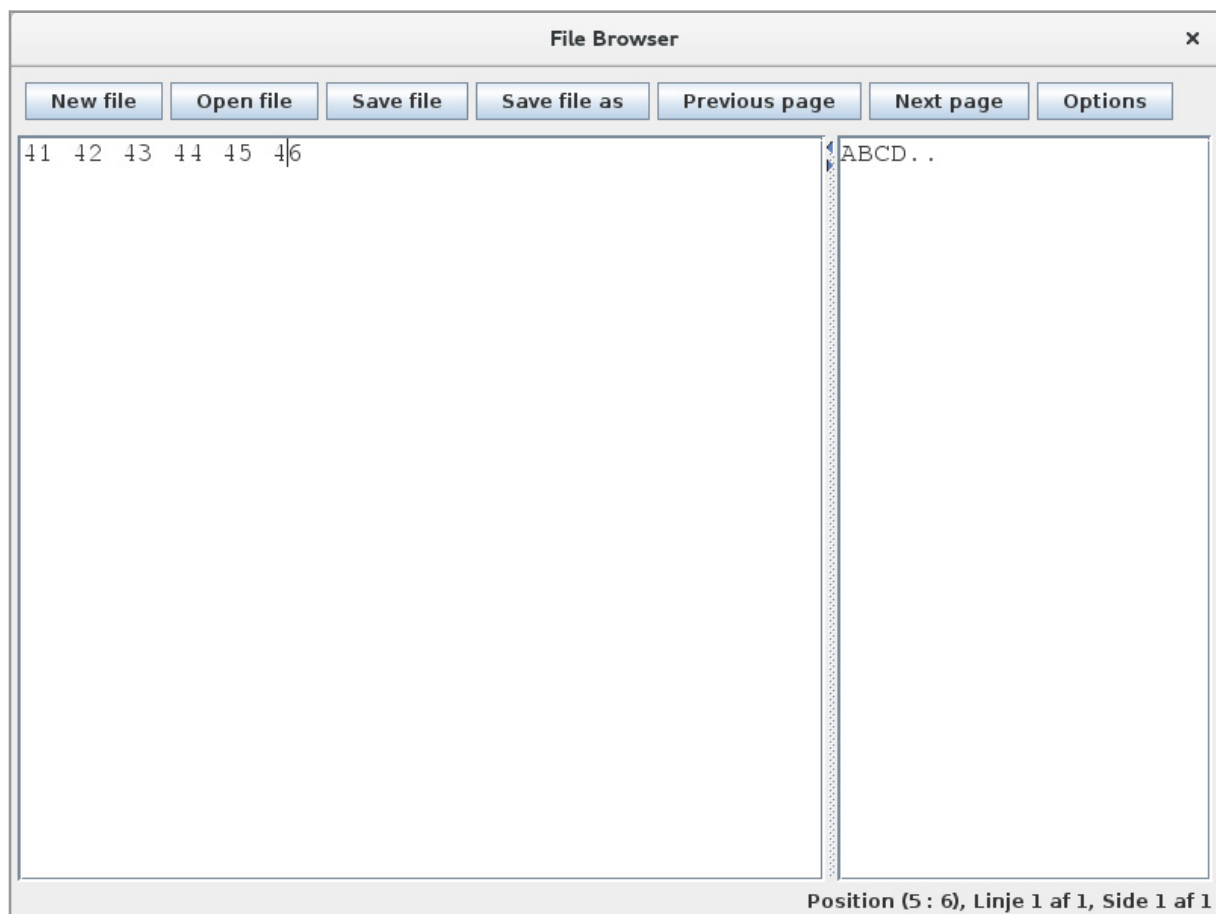 File Browser ×
New file Open file Save file Save file as Previous page Next page Options
41 42 43 44 45 46
ABCD..
Position (5 : 6), Linje 1 af 1, Side 1 af 1